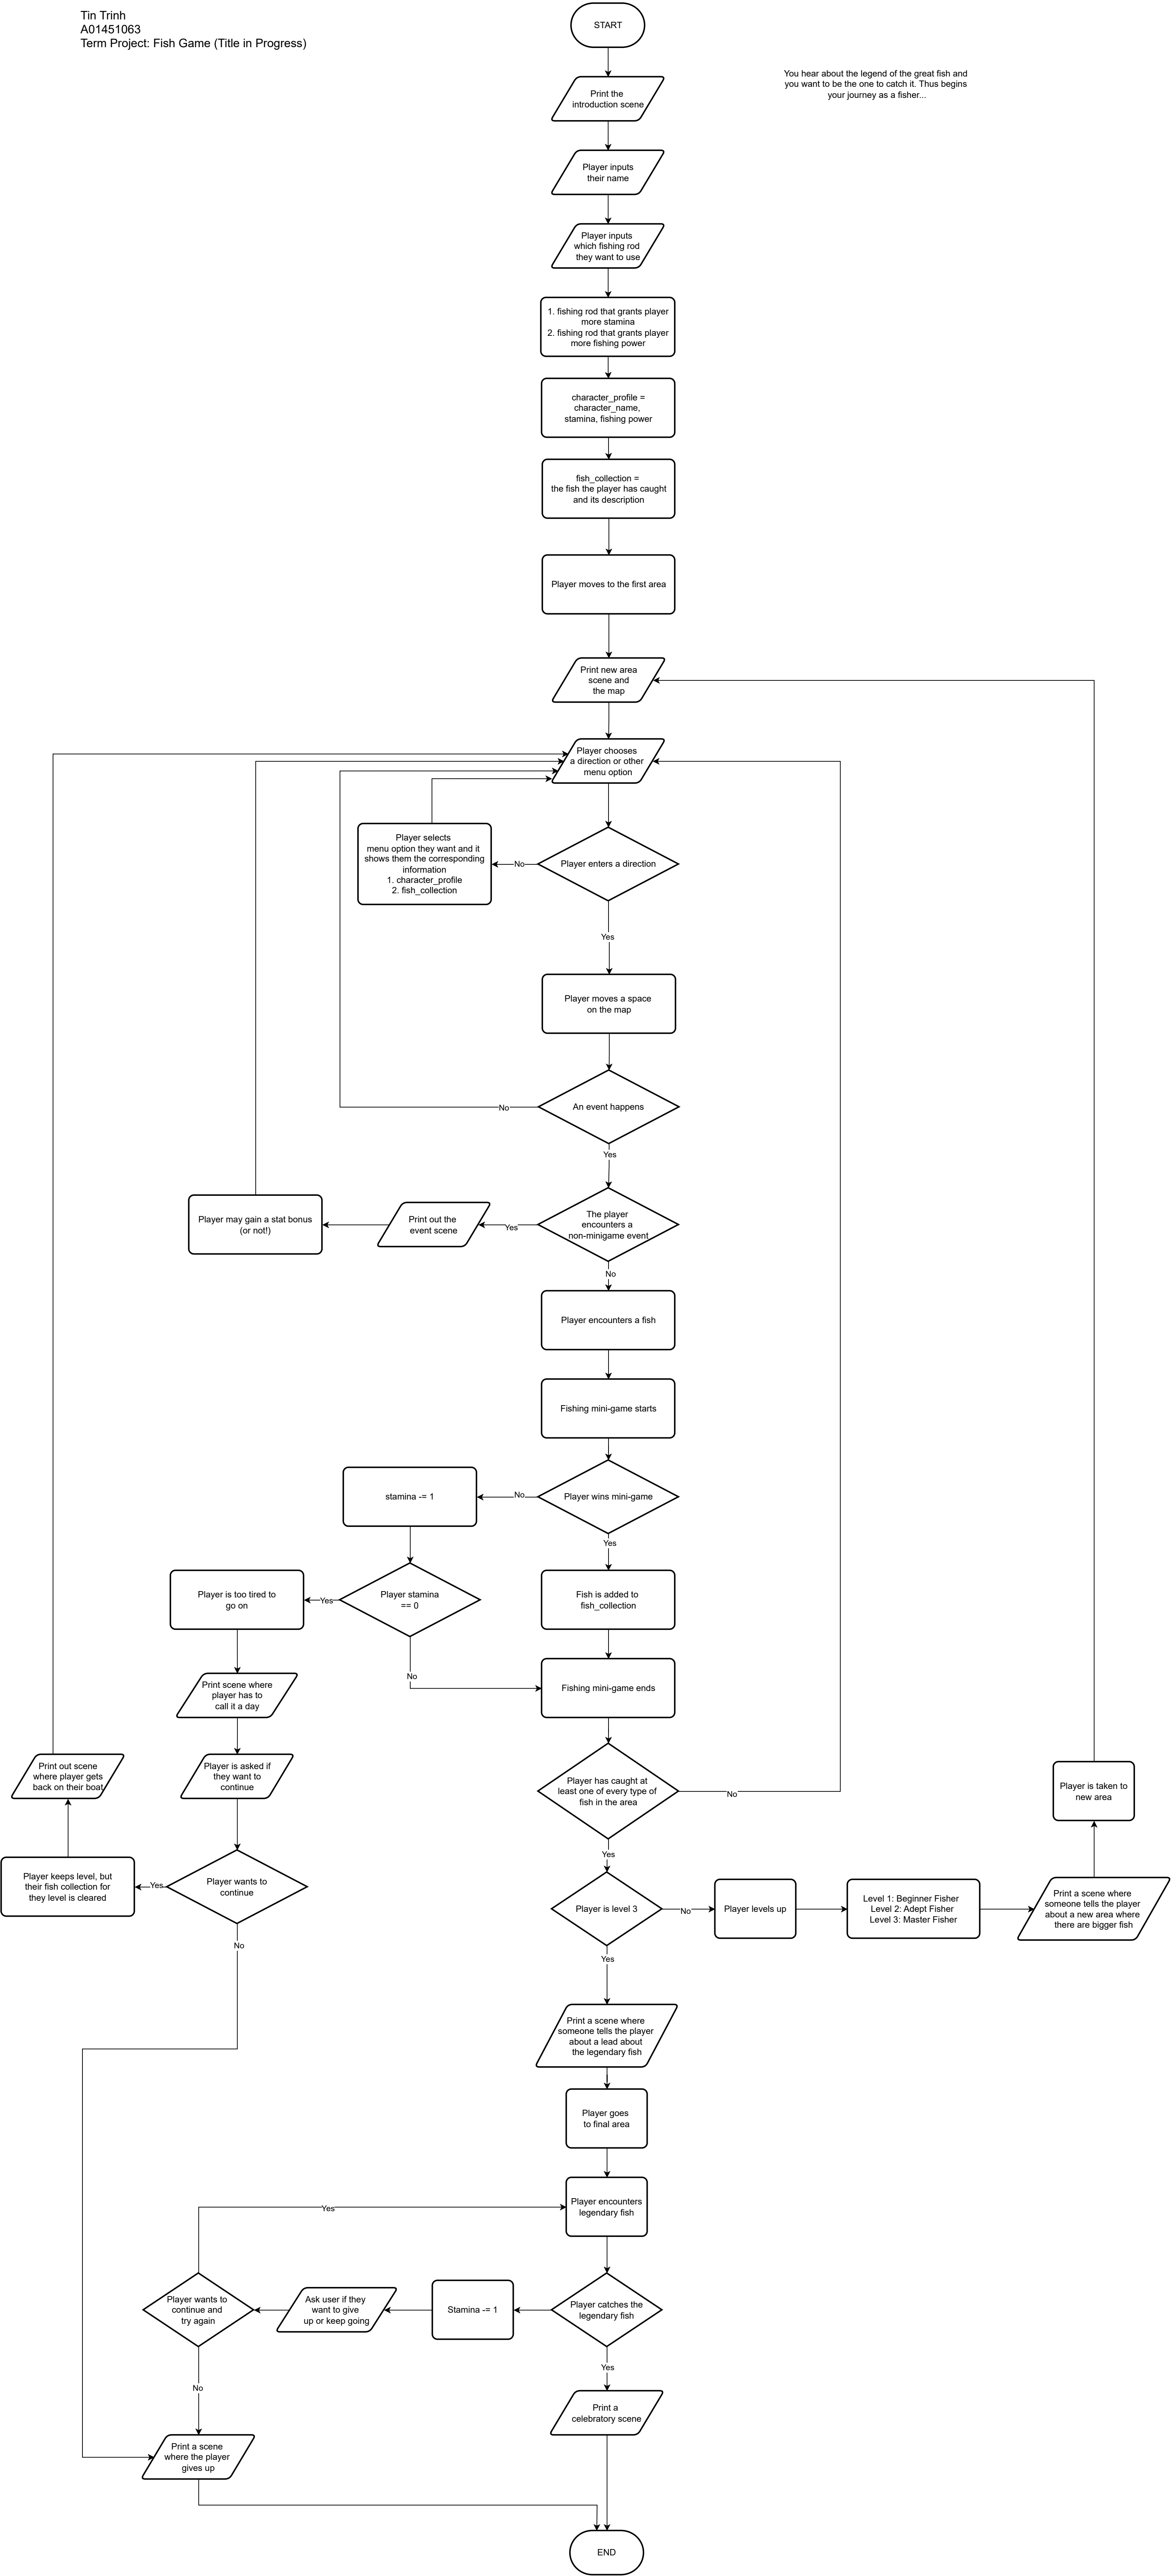 Tin Trinh
A01451063
Term Project: Fish Game (Title in Progress)
START
You hear about the legend of the great fish and
you want to be the one to catch it. Thus begins
your journey as a fisher...
Print the
introduction scene
Player inputs
their name
Player inputs
which fishing rod
they want to use
1. fishing rod that grants player
more stamina
2. fishing rod that grants player
more fishing power
character_profile =
character_name,
stamina, fishing power
fish_collection =
the fish the player has caught
and its description
Player moves to the first area
Print new area
scene and
the map
Player chooses
a direction or other
menu option
Player selects
menu option they want and it
shows them the corresponding
information
1. character_profile
2. fish_collection
No
Player enters a direction
Yes
Player moves a space
on the map
An event happens
No
Yes
Player may gain a stat bonus
(or not!)
Print out the
event scene
Yes
The player
encounters a
non-minigame event
No
Player encounters a fish
Fishing mini-game starts
stamina -= 1
No
Player wins mini-game
Yes
Player is too tired to
go on
Yes
Player stamina
== 0
Fish is added to
fish_collection
No
Fishing mini-game ends
Print scene where
player has to
call it a day
Print out scene
where player gets
back on their boat
Player is asked if
they want to
continue
Player has caught at
least one of every type of
fish in the area
No
Player is taken to
new area
Yes
Player keeps level, but
their fish collection for
they level is cleared
Yes
Player wants to
continue
No
Player is level 3
No
Player levels up
Level 1: Beginner Fisher
Level 2: Adept Fisher
Level 3: Master Fisher
Print a scene where
someone tells the player
about a new area where
there are bigger fish
Yes
Print a scene where
someone tells the player
about a lead about
the legendary fish
Player goes
to final area
Player encounters
legendary fish
Yes
Player wants to
continue and
try again
Ask user if they
want to give
up or keep going
Stamina -= 1
Player catches the
legendary fish
Yes
No
Print a
celebratory scene
Print a scene
where the player
gives up
END